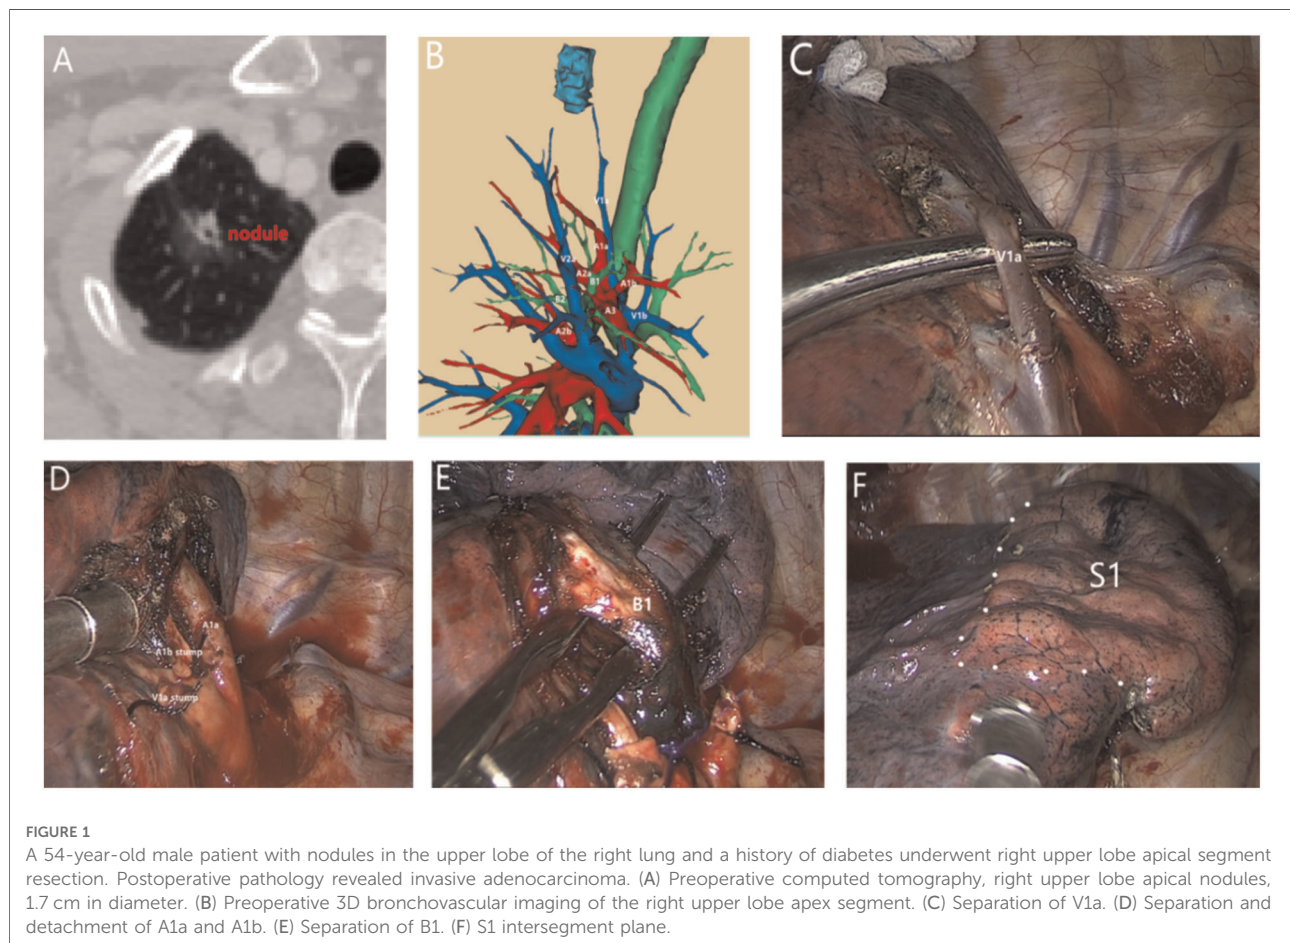 A
nodule
B
V1a
A1a
V2a
A2a
B1
A1b
B2
A3
V1b
A2b
C
V1a
D
A1a
A1b stump
V1a stump
E
B1
F
S1
FIGURE 1
A 54-year-old male patient with nodules in the upper lobe of the right lung and a history of diabetes underwent right upper lobe apical segment
resection. Postoperative pathology revealed invasive adenocarcinoma. (A) Preoperative computed tomography, right upper lobe apical nodules,
1.7 cm in diameter. (B) Preoperative 3D bronchovascular imaging of the right upper lobe apex segment. (C) Separation of V1a. (D) Separation and
detachment of A1a and A1b. (E) Separation of B1. (F) S1 intersegment plane.